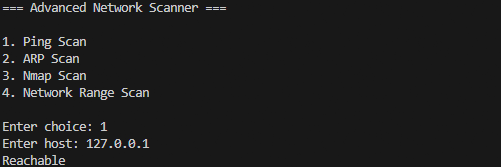 === Advanced Network Scanner ===
1. Ping Scan
2. ARP Scan
3. Nmap Scan
4. Network Range Scan
Enter choice: 1
Enter host: 127.0.0.1
Reachable